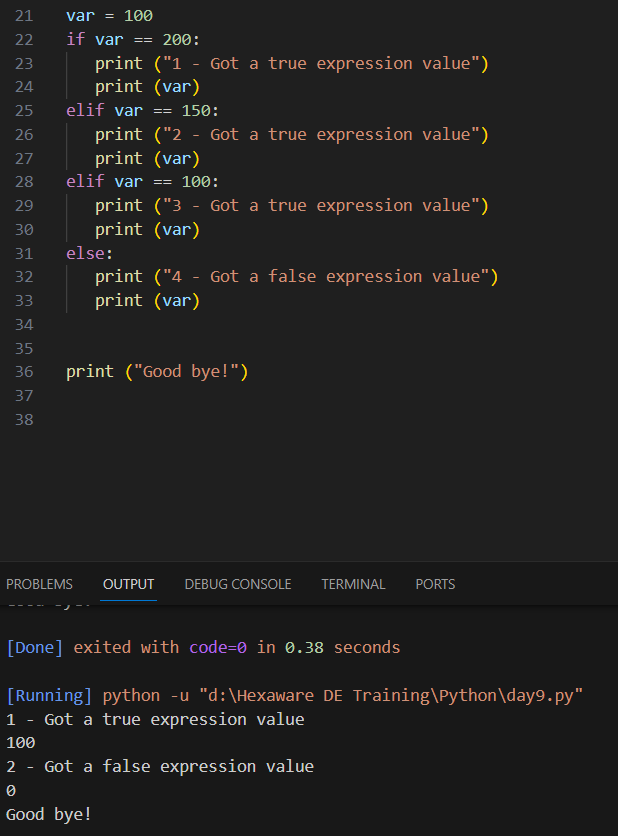 21 var = 100
22 if var == 200:
23 print ("1 - Got a true expression value")
24 print (var)
25 elif var == 150:
26 print ("2 - Got a true expression value")
27 print (var)
28 elif var == 100:
29 print ("3 - Got a true expression value")
30 print (var)
31 else:
32 print ("4 - Got a false expression value")
33 print (var)
34
35
36 print ("Good bye!")
37
38
PROBLEMS OUTPUT DEBUG CONSOLE TERMINAL PORTS
[Done] exited with code=0 in 0.38 seconds
[Running] python -u "d:\Hexaware DE Training\Python\day9.py"
1 - Got a true expression value
100
2 - Got a false expression value
0
Good bye!